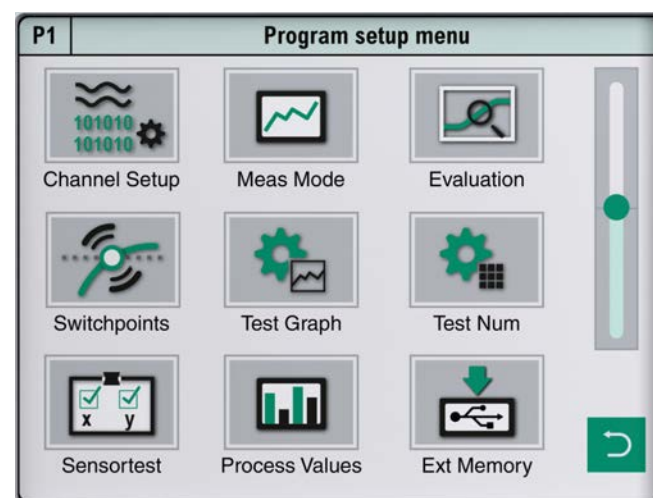 P1 Program setup menu
101010
101010
Channel Setup Meas Mode Evaluation
Switchpoints Test Graph Test Num
x y
Sensortest Process Values Ext Memory